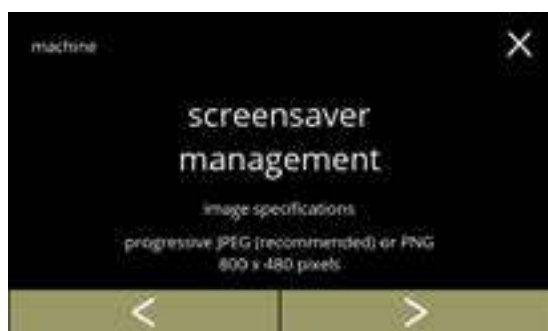 machine
screensaver
management
image specifications
progressive JPEG (recommended) or PNG
800 x 480 pixels